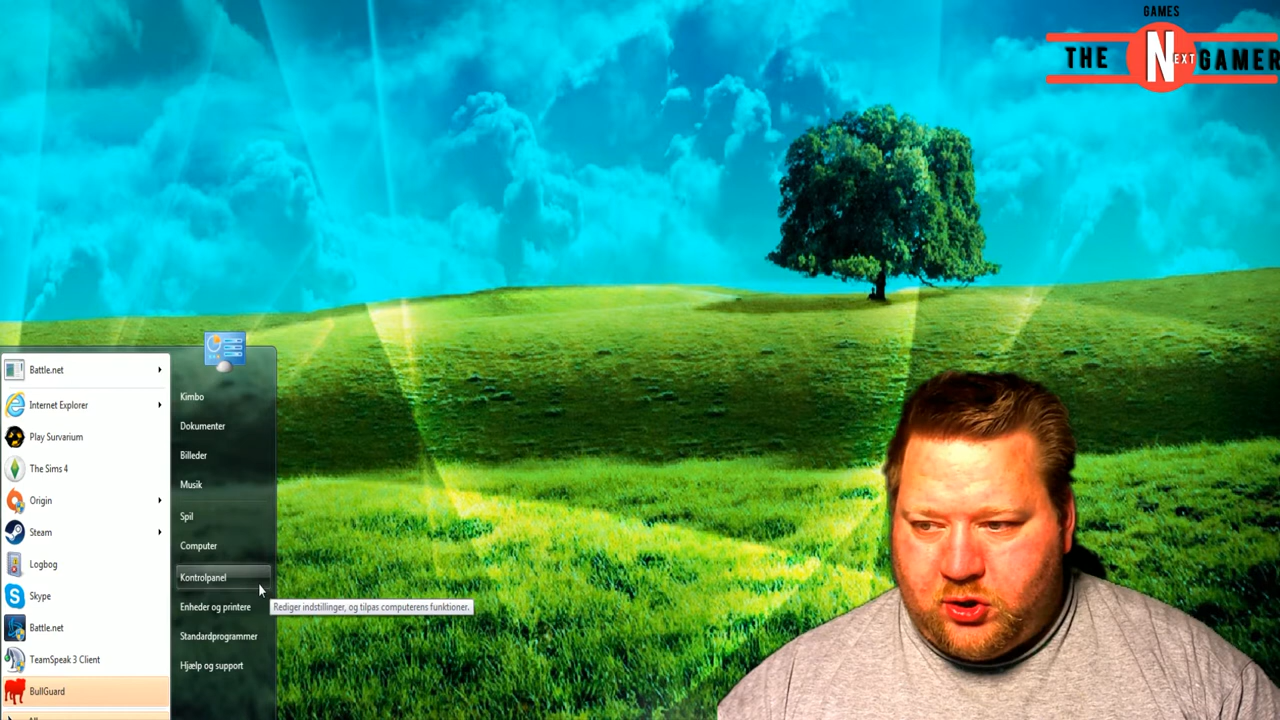 GAMES
THE NEXT GAMER
Battle.net
Internet Explorer
Play Survarium
The Sims 4
Origin
Steam
Logbog
Skype
Battle.net
TeamSpeak 3 Client
BullGuard
Kimbo
Dokumenter
Billeder
Musik
Spil
Computer
Kontrolpanel
Enheder og printere
Standardprogrammer
Hjælp og support
Rediger indstillinger, og tilpas computerens funktioner.